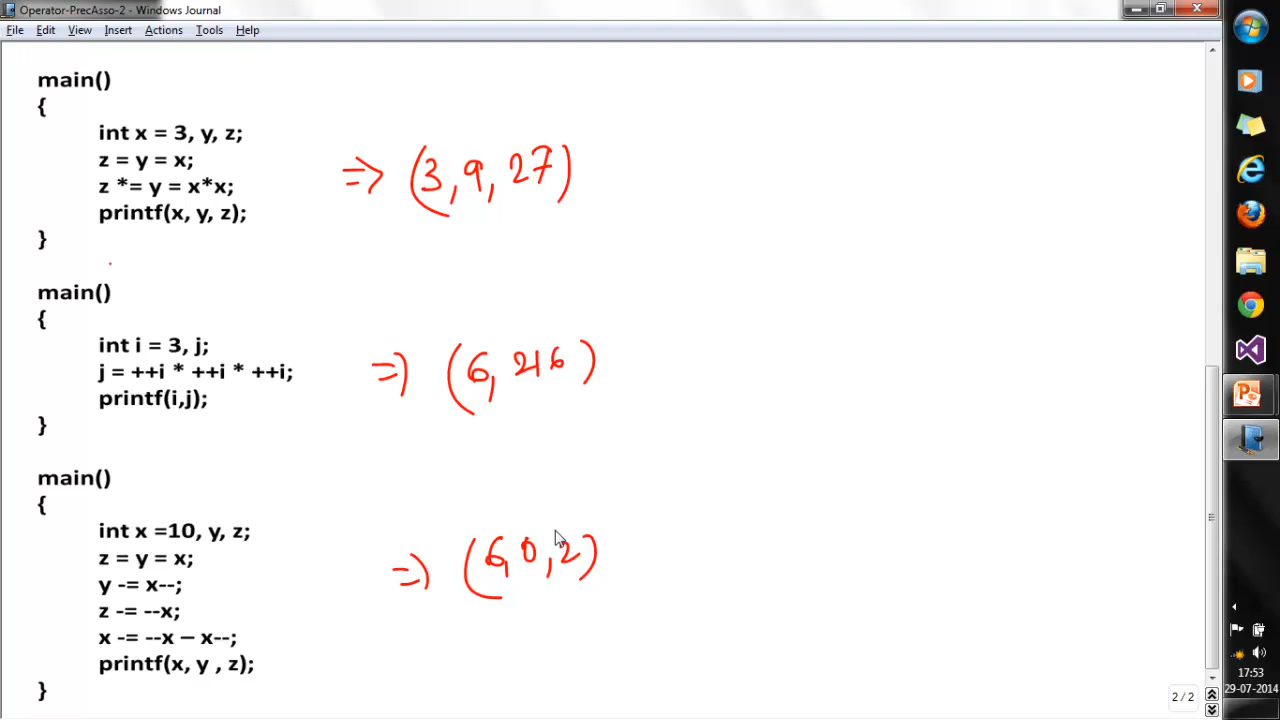 Operator-PrecAsso-2 - Windows Journal
File Edit View Insert Actions Tools Help
main()
{
int x = 3, y, z;
z = y = x;
z *= y = x*x;
printf(x, y, z);
}
=> (3, 9, 27)
main()
{
int i = 3, j;
j = ++i * ++i * ++i;
printf(i,j);
}
=> (6, 216)
main()
{
int x =10, y, z;
z = y = x;
y -= x--;
z -= --x;
x -= --x – x--;
printf(x, y , z);
}
=> (6, 0, 2)
2 / 2
17:53
29-07-2014